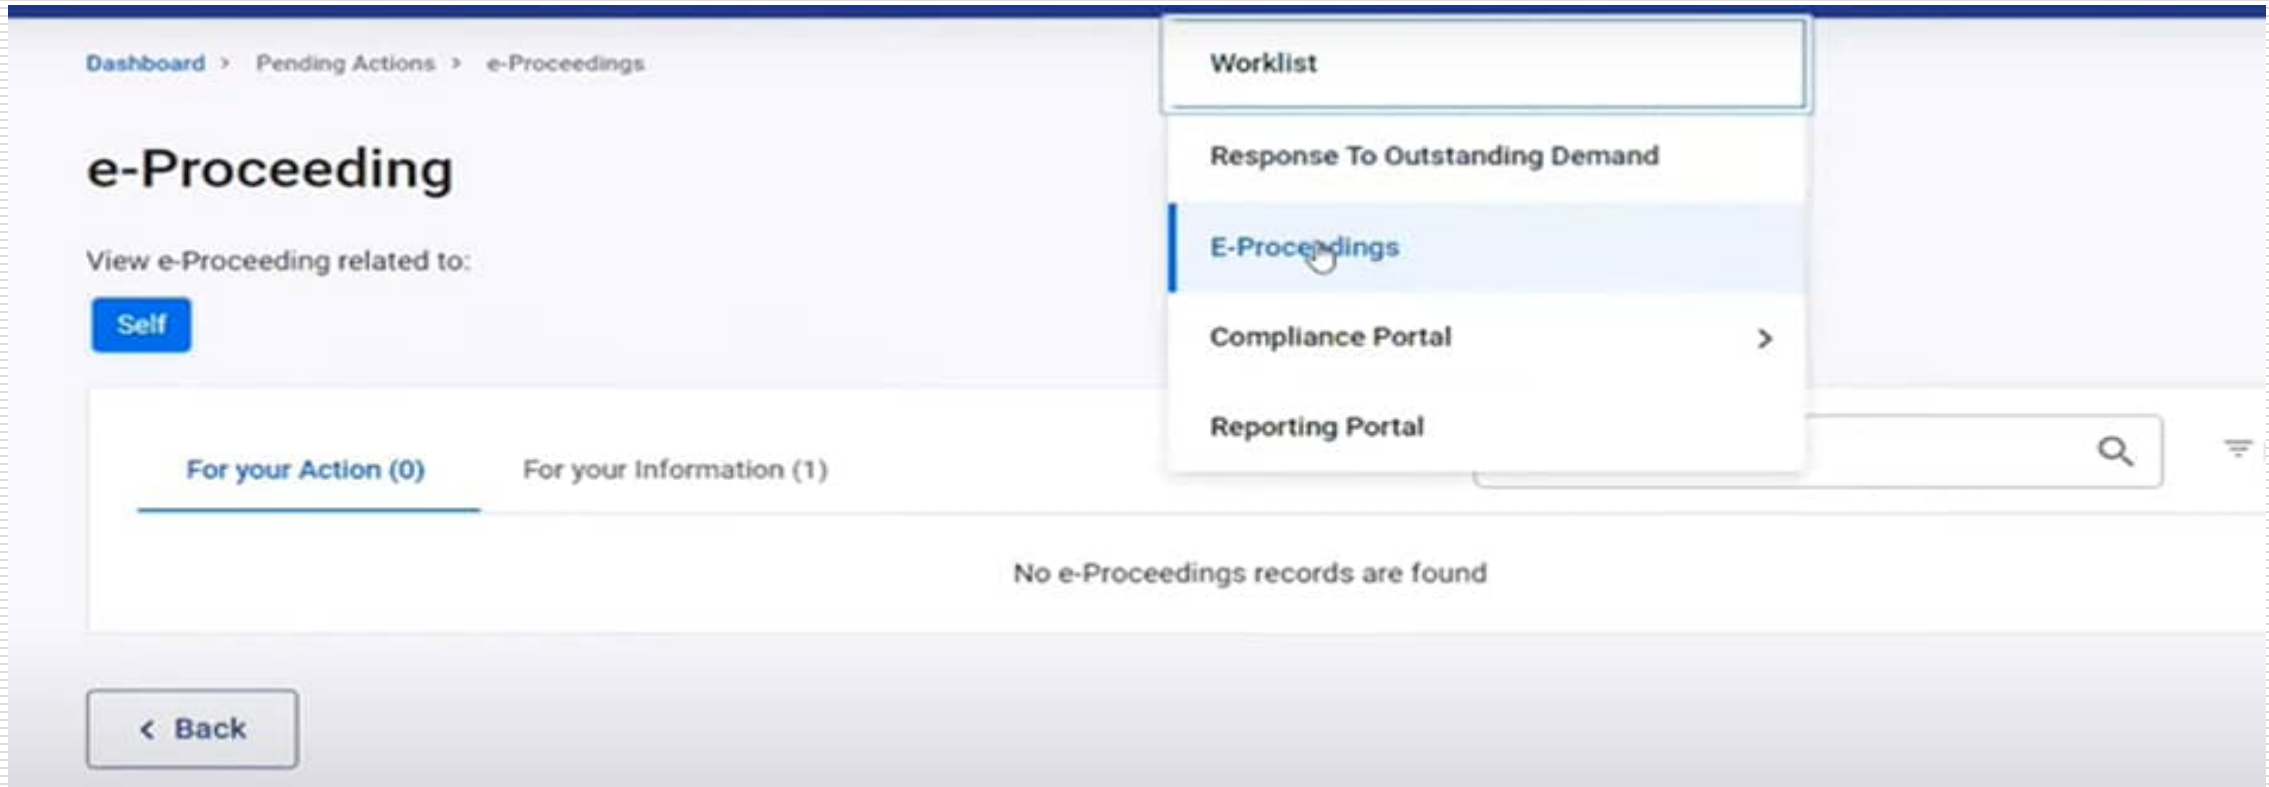 Dashboard > Pending Actions > e-Proceedings
e-Proceeding
View e-Proceeding related to:
Self
Worklist
Response To Outstanding Demand
E-Proceedings
Compliance Portal >
Reporting Portal
For your Action (0) For your Information (1)
No e-Proceedings records are found
< Back